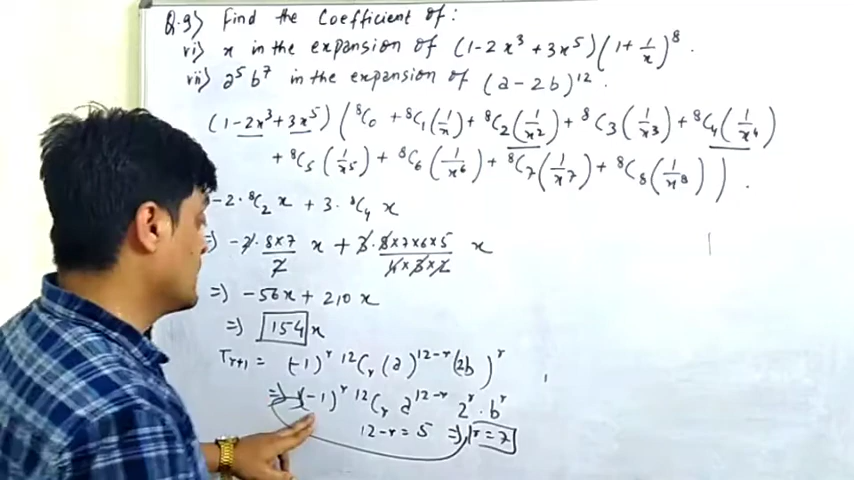 Q.9) Find the Coefficient of :
vi) x in the expansion of (1-2x³+3x⁵)(1+1/x)⁸.
vii) a⁵b⁷ in the expansion of (a-2b)¹².
(1-2x³+3x⁵)(⁸C₀ + ⁸C₁(1/x) + ⁸C₂(1/x²) + ⁸C₃(1/x³) + ⁸C₄(1/x⁴)
+ ⁸C₅(1/x⁵) + ⁸C₆(1/x⁶) + ⁸C₇(1/x⁷) + ⁸C₈(1/x⁸)).
-2·⁸C₂ x + 3·⁸C₄ x
=) -2·8×7/2 x + 3·8×7×6×5/4×3×2 x
=) -56x + 210x
=) 154x
Tr+1 = (-1)ʳ ¹²Cᵣ (a)¹²⁻ʳ (2b)ʳ
=) (-1)ʳ ¹²Cᵣ a¹²⁻ʳ 2ʳ·bʳ
12-r = 5 =) r=7